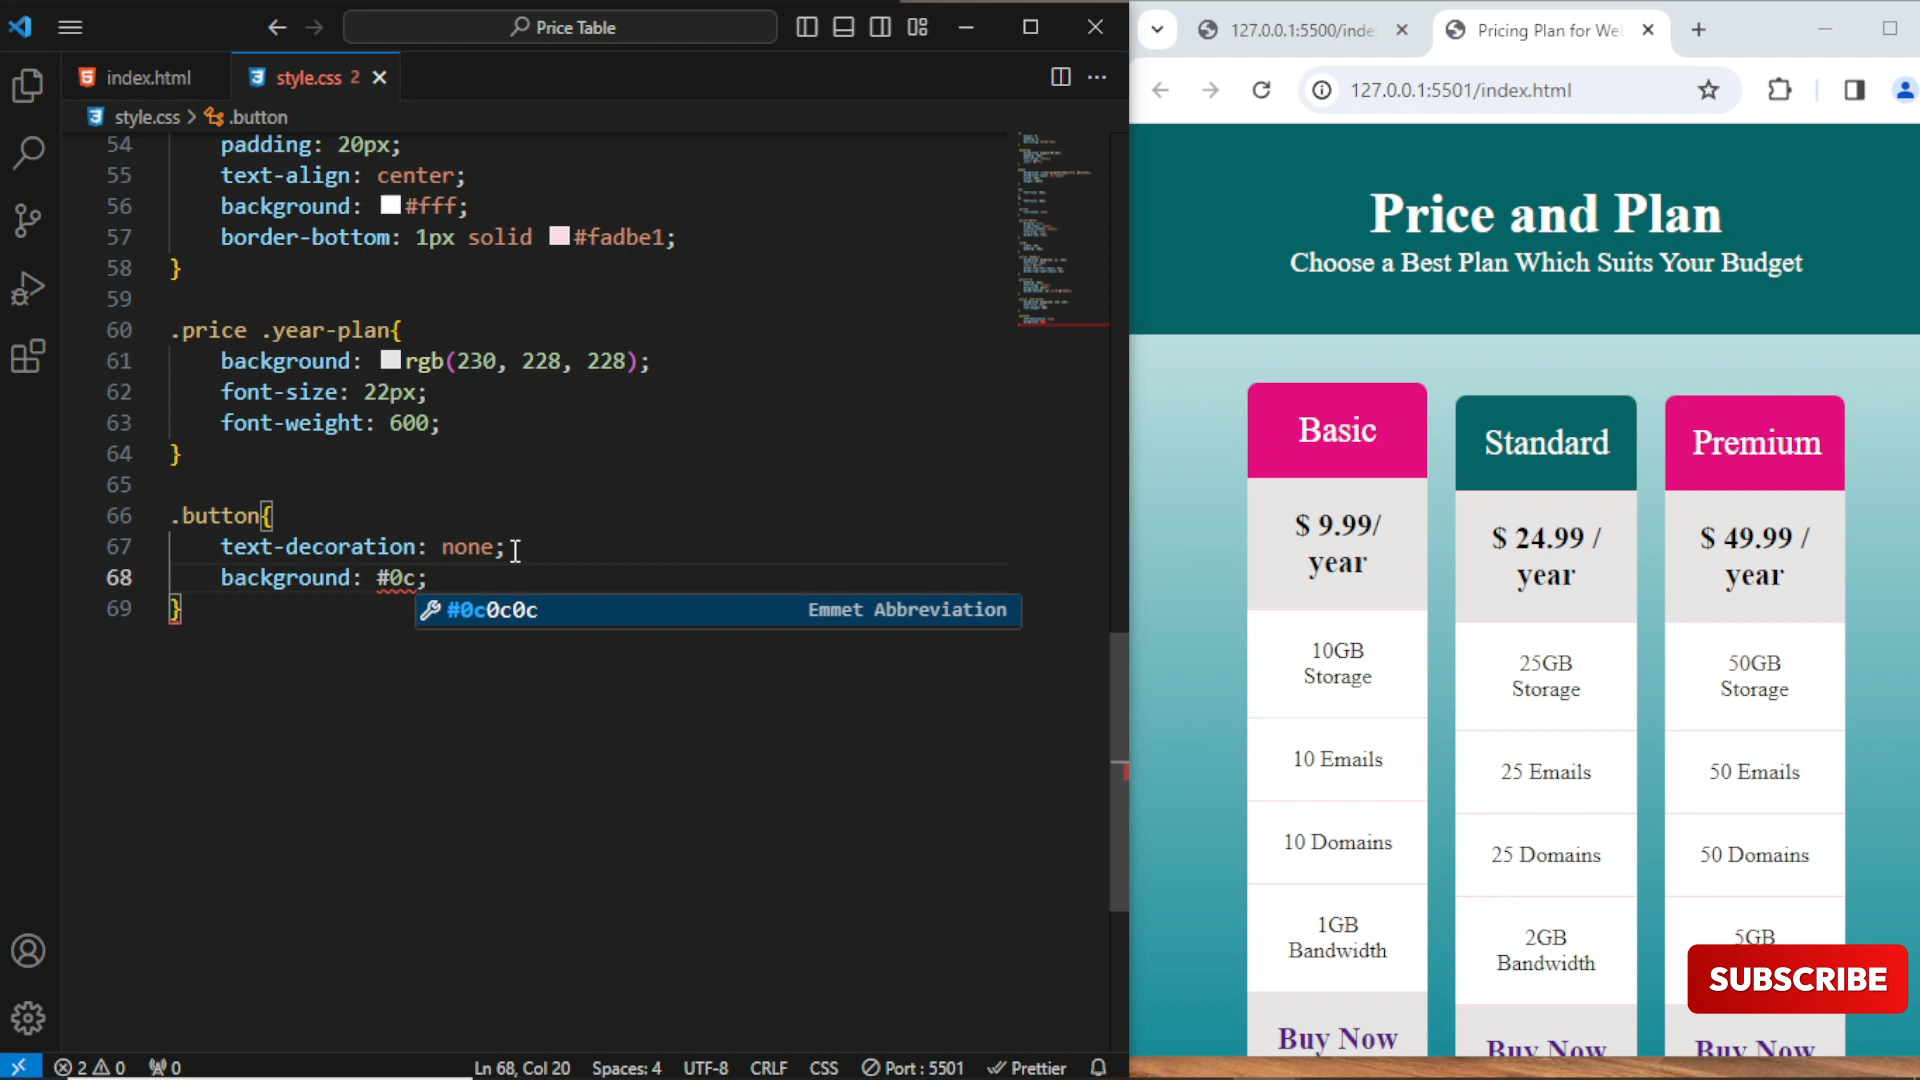 Price Table
index.html
style.css 2
style.css > .button
54 padding: 20px;
55 text-align: center;
56 background: #fff;
57 border-bottom: 1px solid #fadbe1;
58 }
59
60 .price .year-plan{
61 background: rgb(230, 228, 228);
62 font-size: 22px;
63 font-weight: 600;
64 }
65
66 .button{
67 text-decoration: none;
68 background: #0c;
69 }
#0c0c0c Emmet Abbreviation
2 0 0 Ln 68, Col 20 Spaces: 4 UTF-8 CRLF CSS Port : 5501 Prettier
127.0.0.1:5500/inde
Pricing Plan for We
127.0.0.1:5501/index.html
Price and Plan
Choose a Best Plan Which Suits Your Budget
Basic
$ 9.99/
year
10GB
Storage
10 Emails
10 Domains
1GB
Bandwidth
Buy Now
Standard
$ 24.99 /
year
25GB
Storage
25 Emails
25 Domains
2GB
Bandwidth
Buy Now
Premium
$ 49.99 /
year
50GB
Storage
50 Emails
50 Domains
5GB
Buy Now
SUBSCRIBE